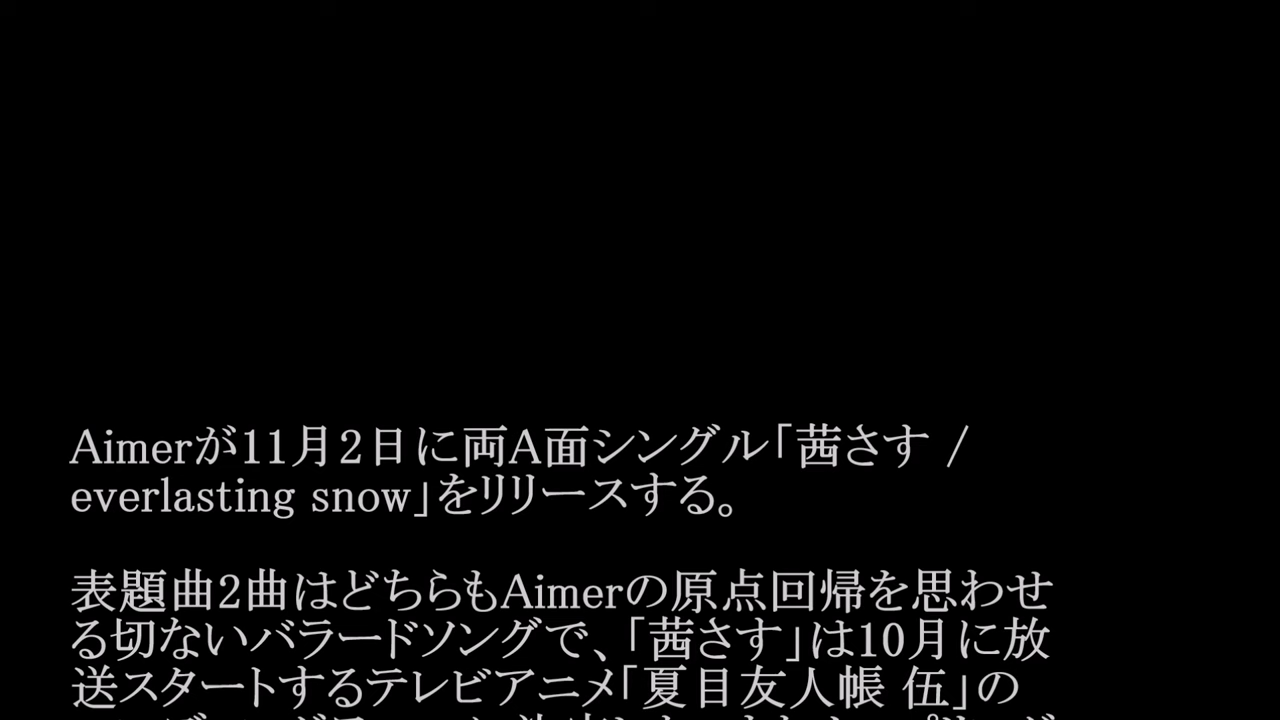 Aimerが11月2日に両A面シングル「茜さす /
everlasting snow」をリリースする。
表題曲2曲はどちらもAimerの原点回帰を思わせ
る切ないバラードソングで、「茜さす」は10月に放
送スタートするテレビアニメ「夏目友人帳 伍」の